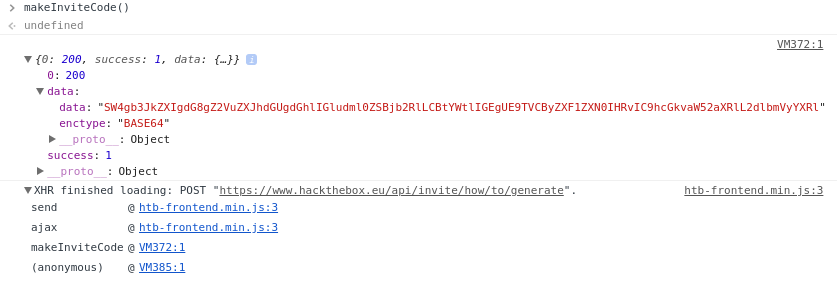 > makeInviteCode()
undefined
VM372:1
{0: 200, success: 1, data: {…}} i
0: 200
data:
data: "SW4gb3JkZXIgdG8gZ2VuZXJhdGUgdGhlIGludml0ZSBjb2RlLCBtYWtlIGEgUE9TVCByZXF1ZXN0IHRvIC9hcGkvaW52aXRlL2dlbmVyYXRl"
enctype: "BASE64"
__proto__: Object
success: 1
__proto__: Object
XHR finished loading: POST "https://www.hackthebox.eu/api/invite/how/to/generate". htb-frontend.min.js:3
send @ htb-frontend.min.js:3
ajax @ htb-frontend.min.js:3
makeInviteCode @ VM372:1
(anonymous) @ VM385:1